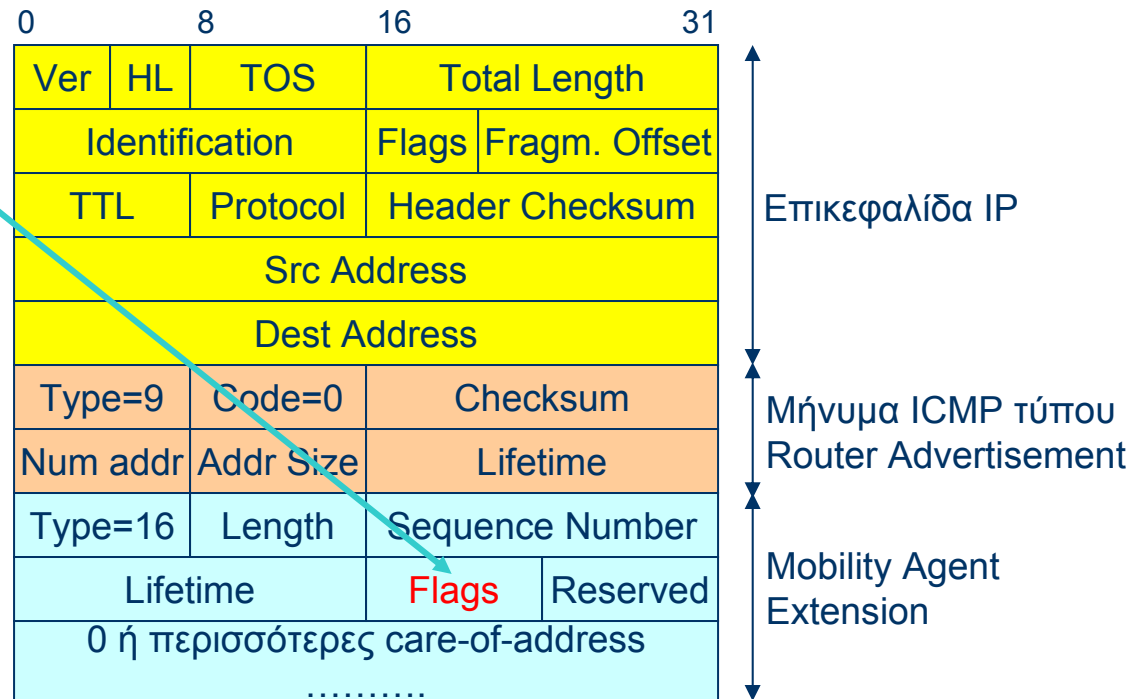 0 8 16 31
Ver HL TOS Total Length
Identification Flags Fragm. Offset
TTL Protocol Header Checksum
Επικεφαλίδα IP
Src Address
Dest Address
Type=9 Code=0 Checksum
Num addr Addr Size Lifetime
Μήνυμα ICMP τύπου
Router Advertisement
Type=16 Length Sequence Number
Lifetime Flags Reserved
Mobility Agent
Extension
0 ή περισσότερες care-of-address
……….